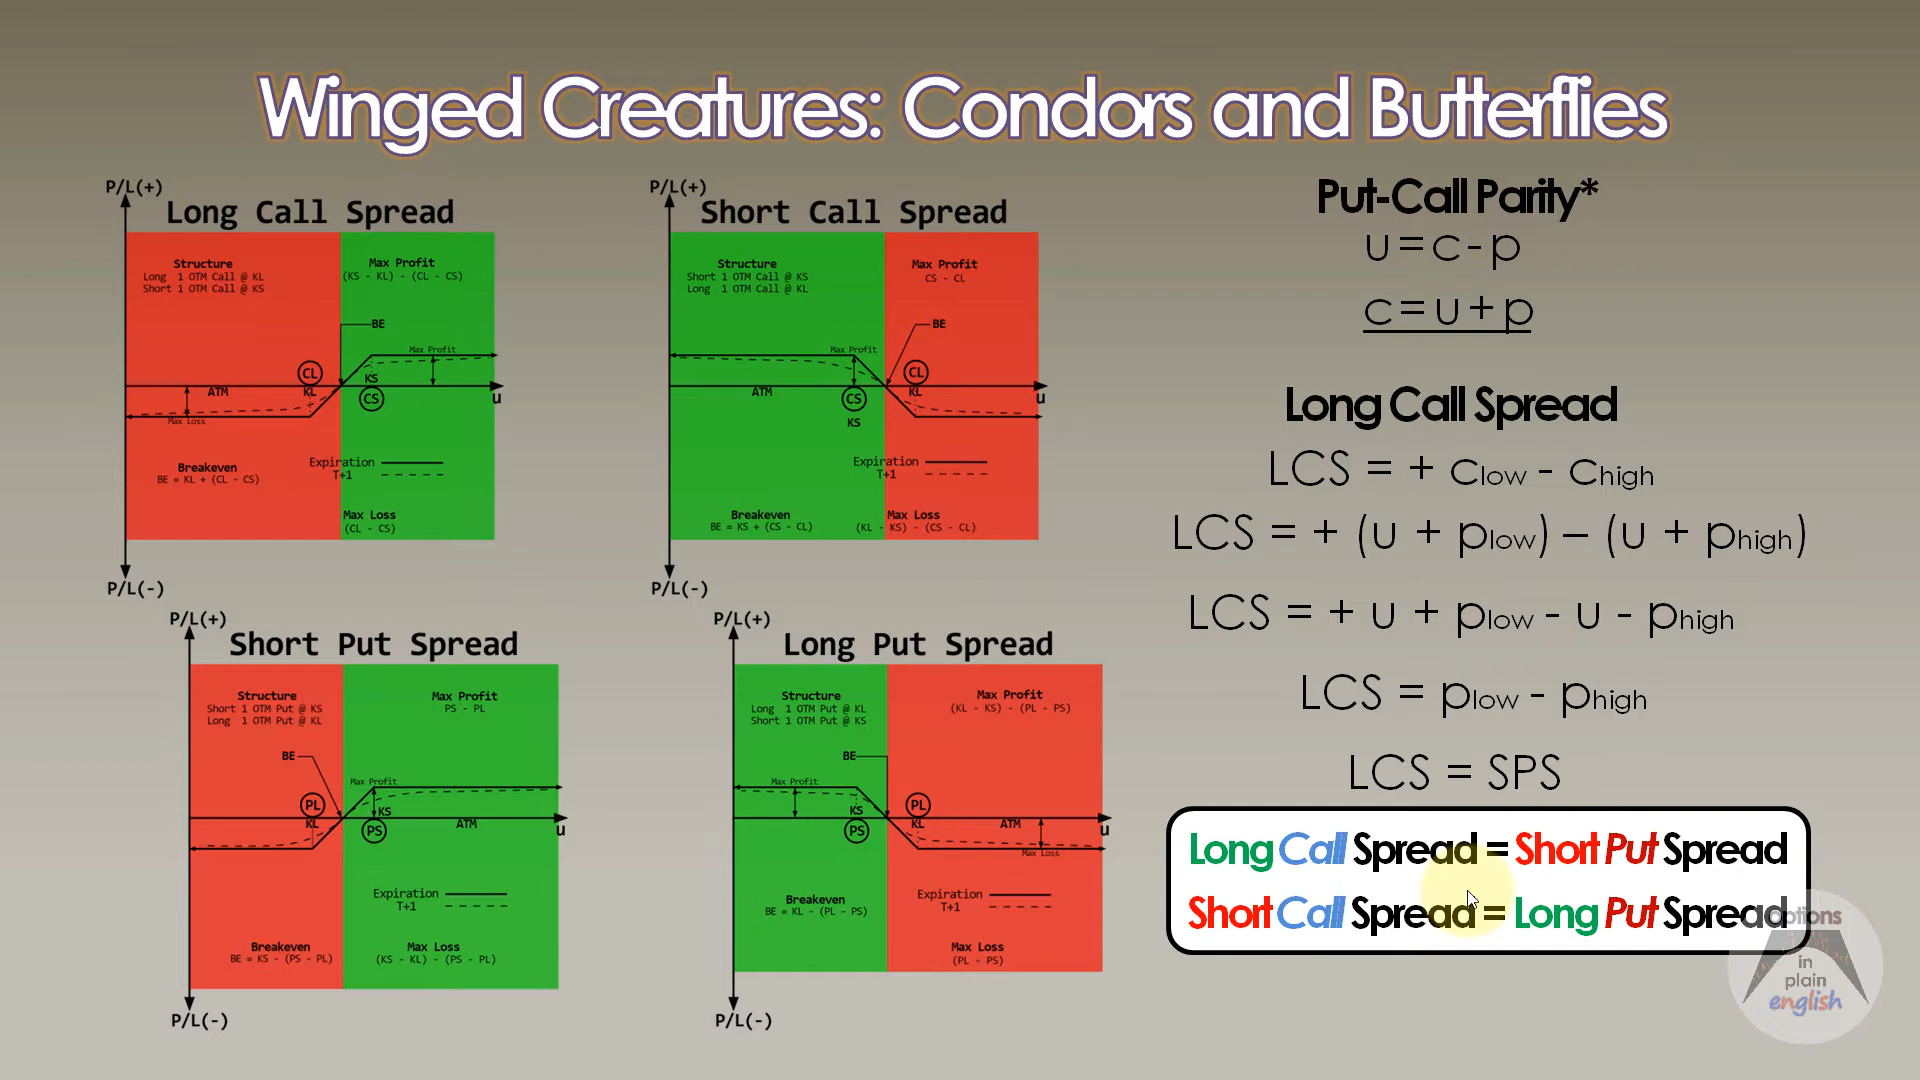 Winged Creatures: Condors and Butterflies
P/L(+)
Long Call Spread
Structure
Long 1 OTM Call @ KL
Short 1 OTM Call @ KS
Max Profit
(KS - KL) - (CL - CS)
BE
Max Profit
CL
KS
ATM
KL
CS
u
Max Loss
Breakeven
BE = KL + (CL - CS)
Expiration
T+1
Max Loss
(CL - CS)
P/L(-)
P/L(+)
Short Call Spread
Structure
Short 1 OTM Call @ KS
Long 1 OTM Call @ KL
Max Profit
CS - CL
BE
Max Profit
CL
ATM
KL
CS
u
KS
Expiration
T+1
Breakeven
BE = KS + (CS - CL)
Max Loss
(KL - KS) - (CS - CL)
P/L(-)
P/L(+)
Short Put Spread
Structure
Short 1 OTM Put @ KS
Long 1 OTM Put @ KL
Max Profit
PS - PL
BE
Max Profit
PL
KS
KL
ATM
PS
u
Expiration
T+1
Breakeven
BE = KS - (PS - PL)
Max Loss
(KS - KL) - (PS - PL)
P/L(-)
P/L(+)
Long Put Spread
Structure
Long 1 OTM Put @ KL
Short 1 OTM Put @ KS
Max Profit
(KL - KS) - (PL - PS)
BE
Max Profit
PL
KS
KL
ATM
PS
u
Max Loss
Breakeven
BE = KL - (PL - PS)
Expiration
T+1
Max Loss
(PL - PS)
P/L(-)
Put-Call Parity*
u = c - p
c = u + p
Long Call Spread
LCS = + clow - chigh
LCS = + (u + plow) – (u + phigh)
LCS = + u + plow - u - phigh
LCS = plow - phigh
LCS = SPS
Long Call Spread = Short Put Spread
Short Call Spread = Long Put Spread
options
in
plain
english